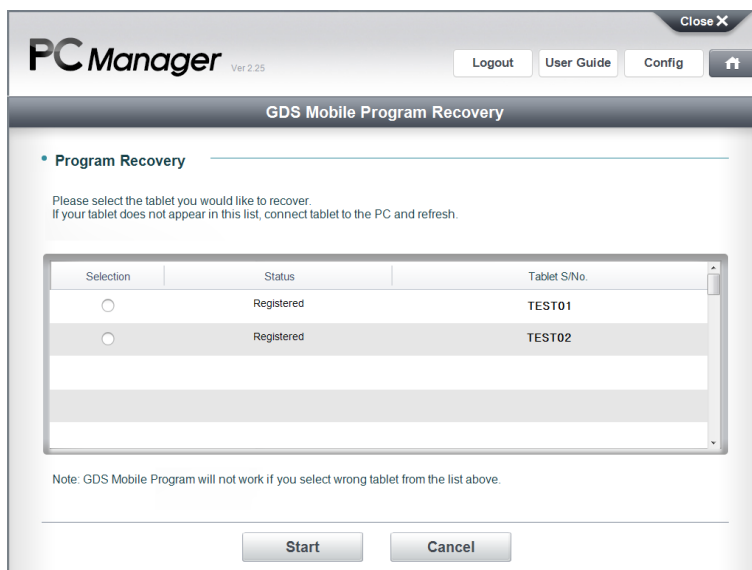 Close X
PC Manager Ver 2.25
Logout User Guide Config
GDS Mobile Program Recovery
Program Recovery
Please select the tablet you would like to recover.
If your tablet does not appear in this list, connect tablet to the PC and refresh.
Selection Status Tablet S/No.
Registered TEST01
Registered TEST02
Note: GDS Mobile Program will not work if you select wrong tablet from the list above.
Start Cancel